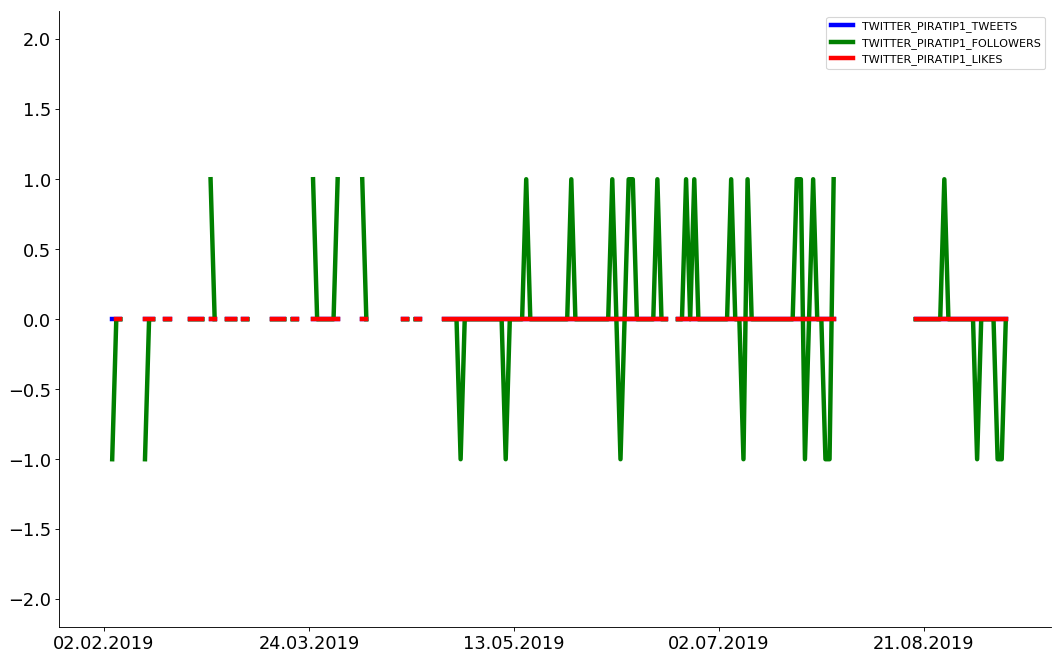 TWITTER_PIRATIP1_TWEETS
TWITTER_PIRATIP1_FOLLOWERS
TWITTER_PIRATIP1_LIKES
2.0
1.5
1.0
0.5
0.0
−0.5
−1.0
−1.5
−2.0
02.02.2019 24.03.2019 13.05.2019 02.07.2019 21.08.2019